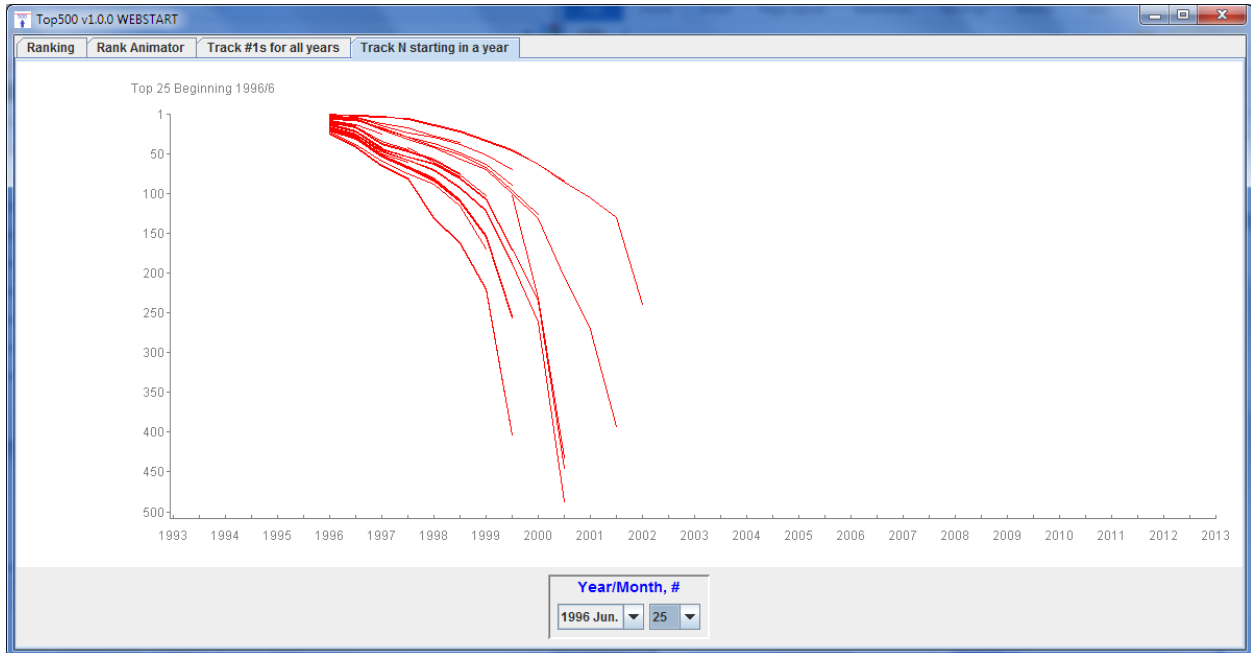 Top500 v1.0.0 WEBSTART
Ranking Rank Animator Track #1s for all years Track N starting in a year
Top 25 Beginning 1996/6
1
50
100
150
200
250
300
350
400
450
500
1993 1994 1995 1996 1997 1998 1999 2000 2001 2002 2003 2004 2005 2006 2007 2008 2009 2010 2011 2012 2013
Year/Month, #
1996 Jun. 25